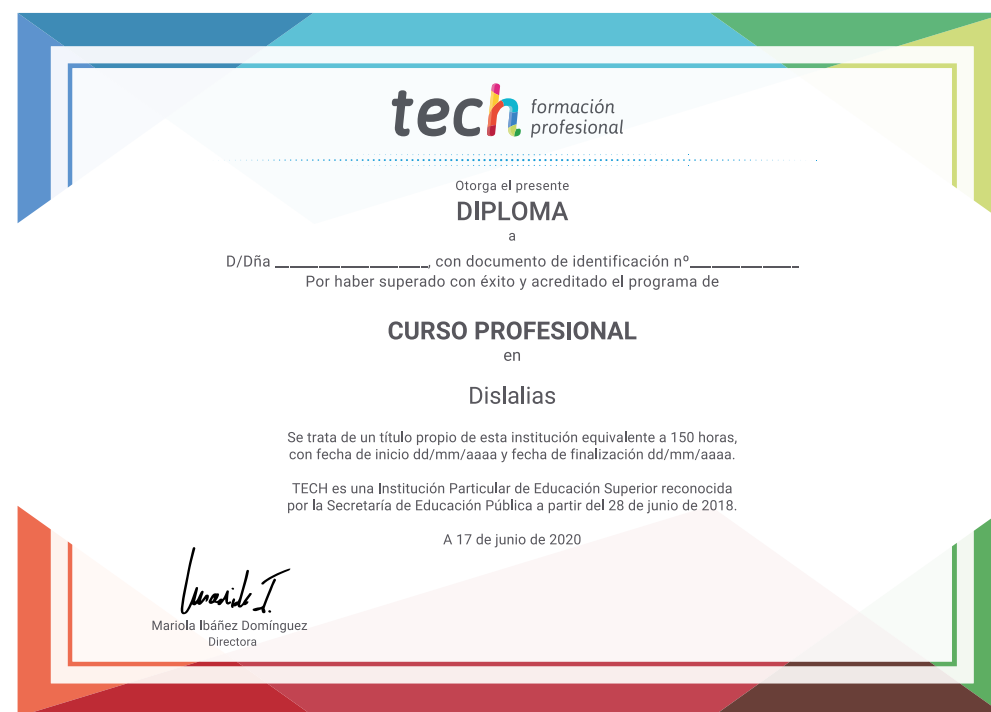 tech formación
profesional
Otorga el presente
DIPLOMA
a
D/Dña ______________________, con documento de identificación nº_______________
Por haber superado con éxito y acreditado el programa de
CURSO PROFESIONAL
en
Dislalias
Se trata de un título propio de esta institución equivalente a 150 horas,
con fecha de inicio dd/mm/aaaa y fecha de finalización dd/mm/aaaa.
TECH es una Institución Particular de Educación Superior reconocida
por la Secretaría de Educación Pública a partir del 28 de junio de 2018.
A 17 de junio de 2020
Mariola Ibáñez Domínguez
Directora